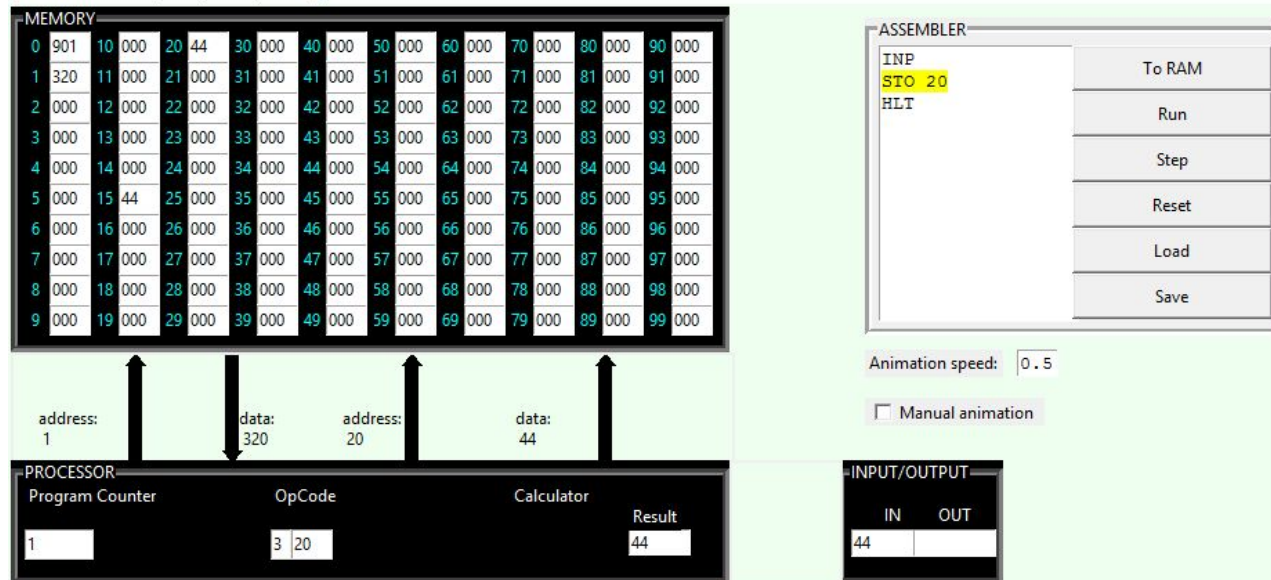 MEMORY
0 901 10 000 20 44 30 000 40 000 50 000 60 000 70 000 80 000 90 000
1 320 11 000 21 000 31 000 41 000 51 000 61 000 71 000 81 000 91 000
2 000 12 000 22 000 32 000 42 000 52 000 62 000 72 000 82 000 92 000
3 000 13 000 23 000 33 000 43 000 53 000 63 000 73 000 83 000 93 000
4 000 14 000 24 000 34 000 44 000 54 000 64 000 74 000 84 000 94 000
5 000 15 44 25 000 35 000 45 000 55 000 65 000 75 000 85 000 95 000
6 000 16 000 26 000 36 000 46 000 56 000 66 000 76 000 86 000 96 000
7 000 17 000 27 000 37 000 47 000 57 000 67 000 77 000 87 000 97 000
8 000 18 000 28 000 38 000 48 000 58 000 68 000 78 000 88 000 98 000
9 000 19 000 29 000 39 000 49 000 59 000 69 000 79 000 89 000 99 000
ASSEMBLER
INP
STO 20
HLT
To RAM
Run
Step
Reset
Load
Save
Animation speed: 0.5
Manual animation
address: data: address: data:
1 320 20 44
PROCESSOR
Program Counter OpCode Calculator
Result
1 3 20 44
INPUT/OUTPUT
IN OUT
44